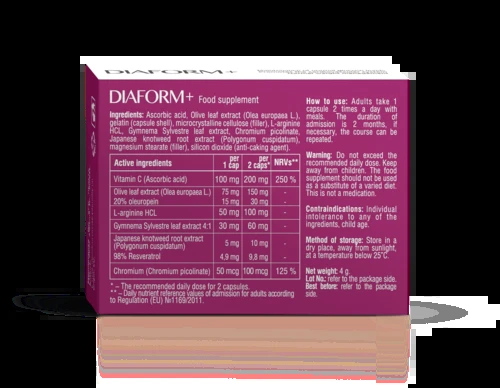 DIAFORM+
DIAFORM+ Food supplement
Ingredients: Ascorbic acid, Olive leaf extract (Olea europaea L.),
gelatin (capsule shell), microcrystalline cellulose (filler), L-arginine
HCL, Gymnema Sylvestre leaf extract, Chromium picolinate,
Japanese knotweed root extract (Polygonum cuspidatum),
magnesium stearate (filler), silicon dioxide (anti-caking agent).
Active ingredients per 1 cap per 2 caps* NRVs**
Vitamin C (Ascorbic acid) 100 mg 200 mg 250 %
Olive leaf extract (Olea europaea L.) 75 mg 150 mg -
20% oleuropein 15 mg 30 mg -
L-arginine HCL 50 mg 100 mg -
Gymnema Sylvestre leaf extract 4:1 30 mg 60 mg -
Japanese knotweed root extract
(Polygonum cuspidatum) 5 mg 10 mg -
98% Resveratrol 4,9 mg 9,8 mg -
Chromium (Chromium picolinate) 50 mcg 100 mcg 125 %
* – The recommended daily dose for 2 capsules.
** – Daily nutrient reference values of admission for adults according
to Regulation (EU) №1169/2011.
How to use: Adults take 1
capsule 2 times a day with
meals. The duration of
admission is 2 months, if
necessary, the course can be
repeated.
Warning: Do not exceed the
recommended daily dose. Keep
away from children. The food
supplement should not be used
as a substitute of a varied diet.
This is not a medication.
Contraindications: Individual
intolerance to any of the
ingredients, child age.
Method of storage: Store in a
dry place, away from sunlight,
at a temperature below 25°C.
Net weight: 4 g.
Lot No.: refer to the package side.
Best before: refer to the package
side.